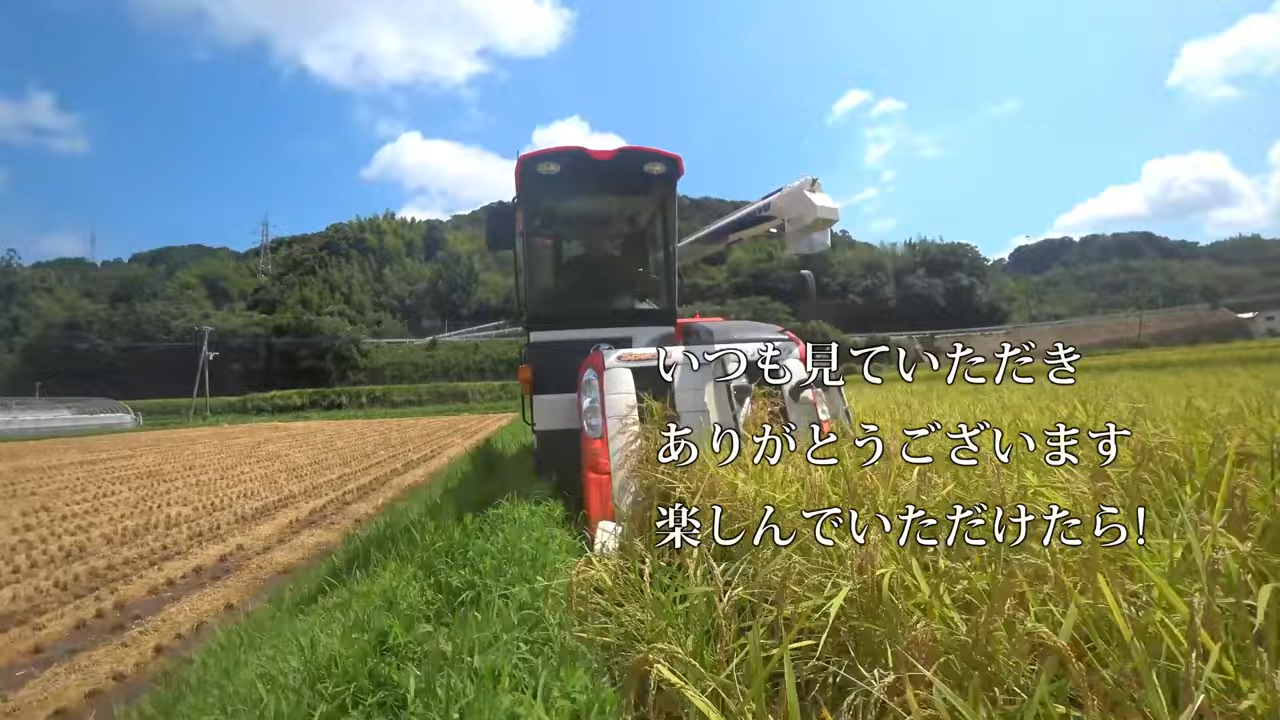 いつも見ていただき
ありがとうございます
楽しんでいただけたら!